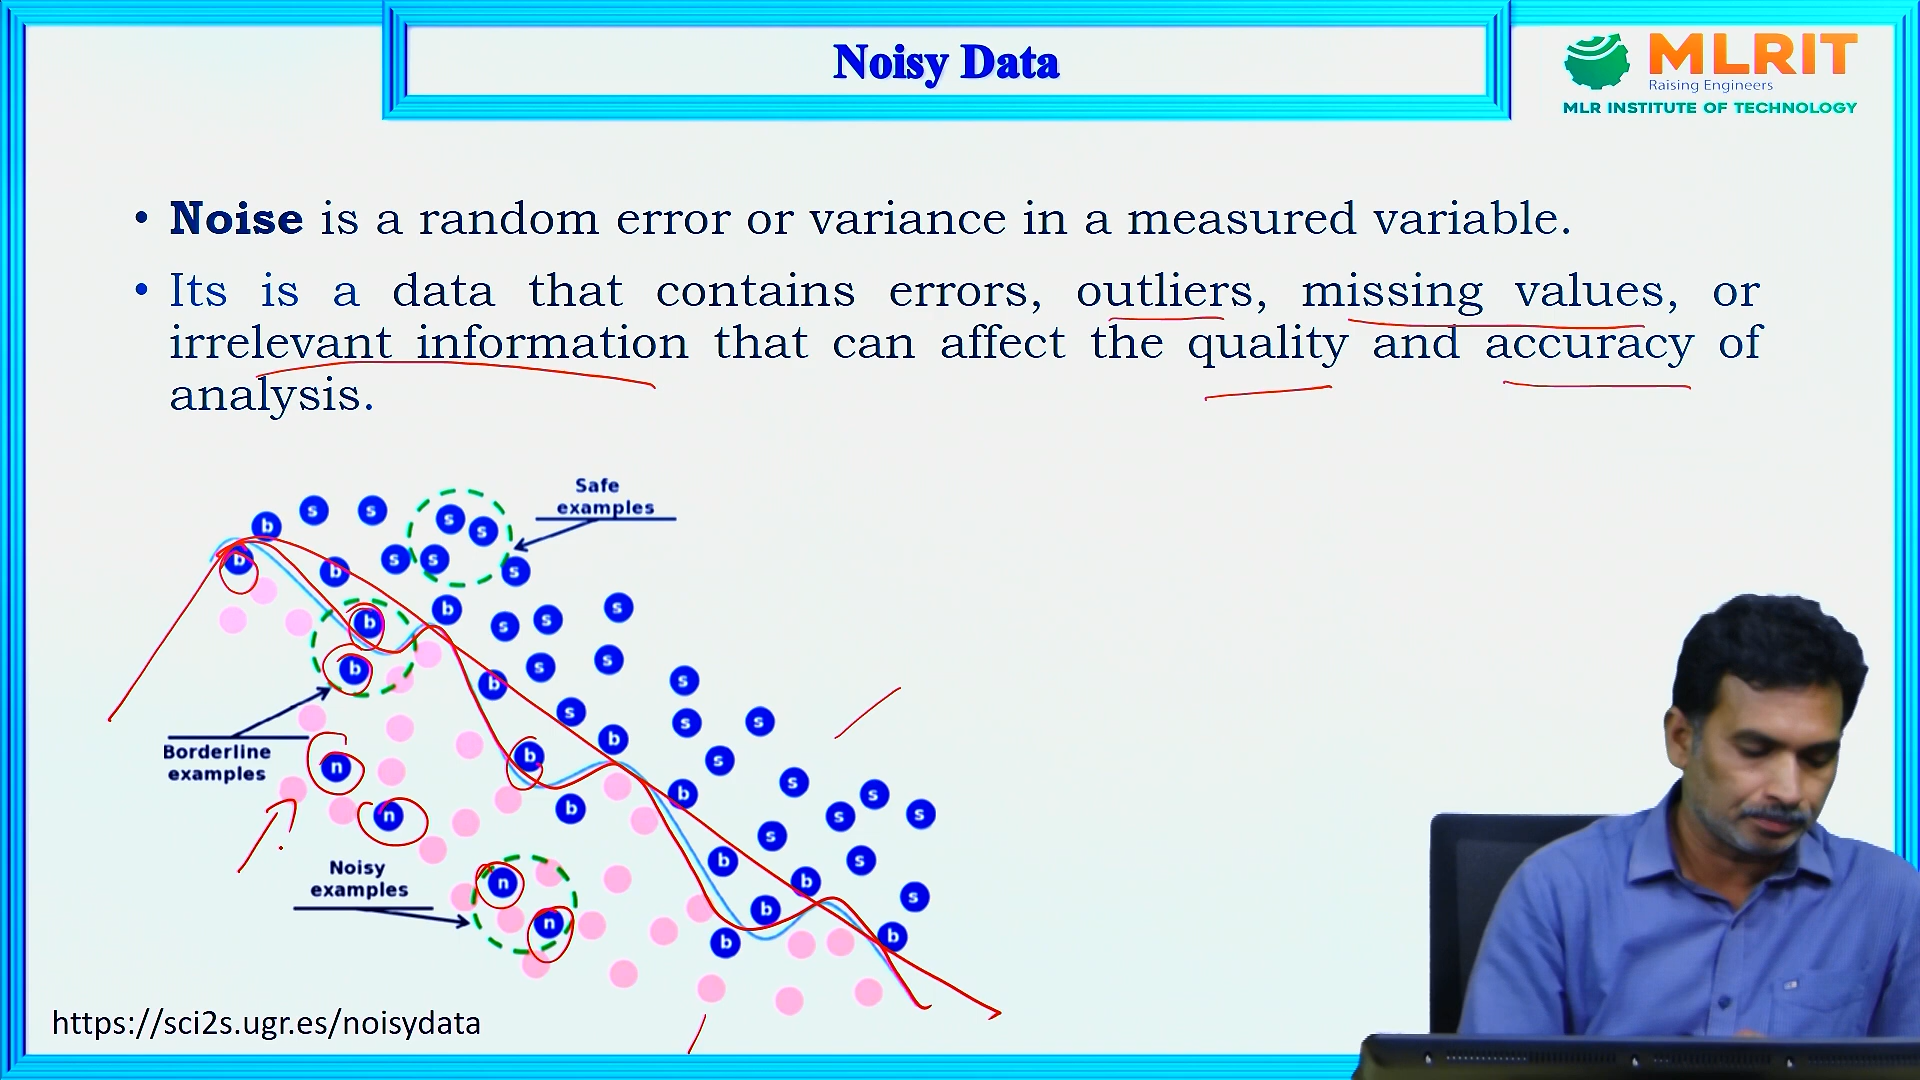 Noisy Data
MLRIT
Raising Engineers
MLR INSTITUTE OF TECHNOLOGY
• Noise is a random error or variance in a measured variable.
• Its is a data that contains errors, outliers, missing values, or
irrelevant information that can affect the quality and accuracy of
analysis.
Safe
examples
b s s s s
b b s s s
b b s s s
b b s s
b s s
n b b s s s
n b b s s s s
Borderline
examples
Noisy
examples
n b b s s
n b b b
https://sci2s.ugr.es/noisydata